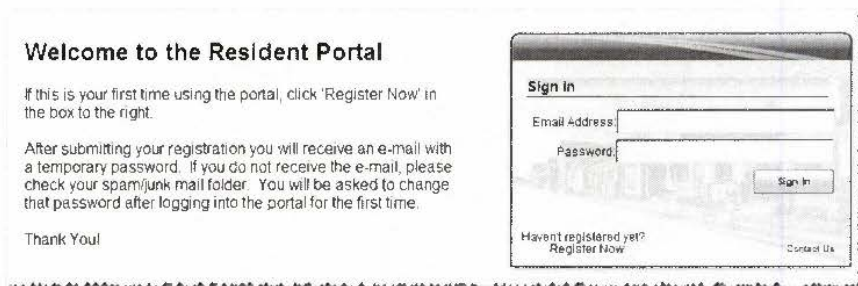 Welcome to the Resident Portal
If this is your first time using the portal, click 'Register Now' in
the box to the right.
After submitting your registration you will receive an e-mail with
a temporary password. If you do not receive the e-mail, please
check your spam/junk mail folder. You will be asked to change
that password after logging into the portal for the first time.
Thank You!
Sign In
Email Address:
Password:
Sign In
Haven't registered yet?
Register Now
Contact Us